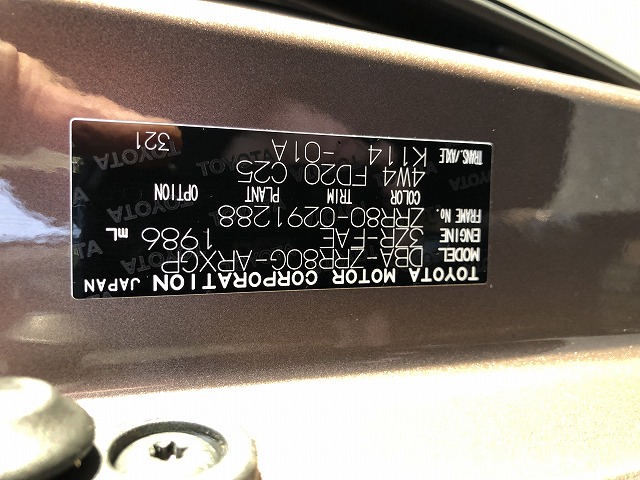 TOYOTA MOTOR CORPORATION JAPAN
MODEL DBA-ZRR80G-ARXGP
ENGINE 3ZR-FAE 1986 mL
FRAME No. ZRR80-0291288
COLOR TRIM PLANT OPTION
4W4 FD20 C25
TRANS./AXLE K114 -01A 321